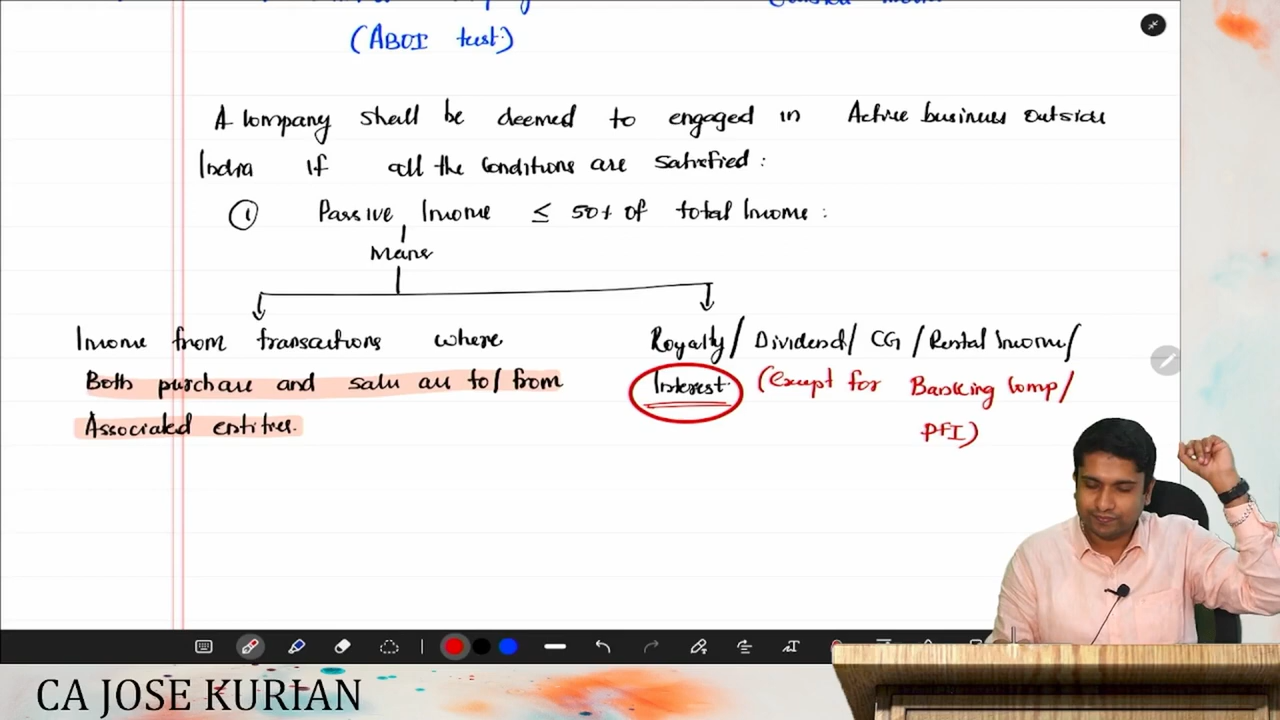 (ABOI test)
A company shall be deemed to engaged in Active business outside
India if all the conditions are satisfied :
① Passive Income ≤ 50% of total Income :
Means
Income from transactions where
Both purchase and sales are to/from
Associated entities.
Royalty/ Dividend/ CG /Rental Income/
Interest. (Except for Banking comp/
PFI)
CA JOSE KURIAN